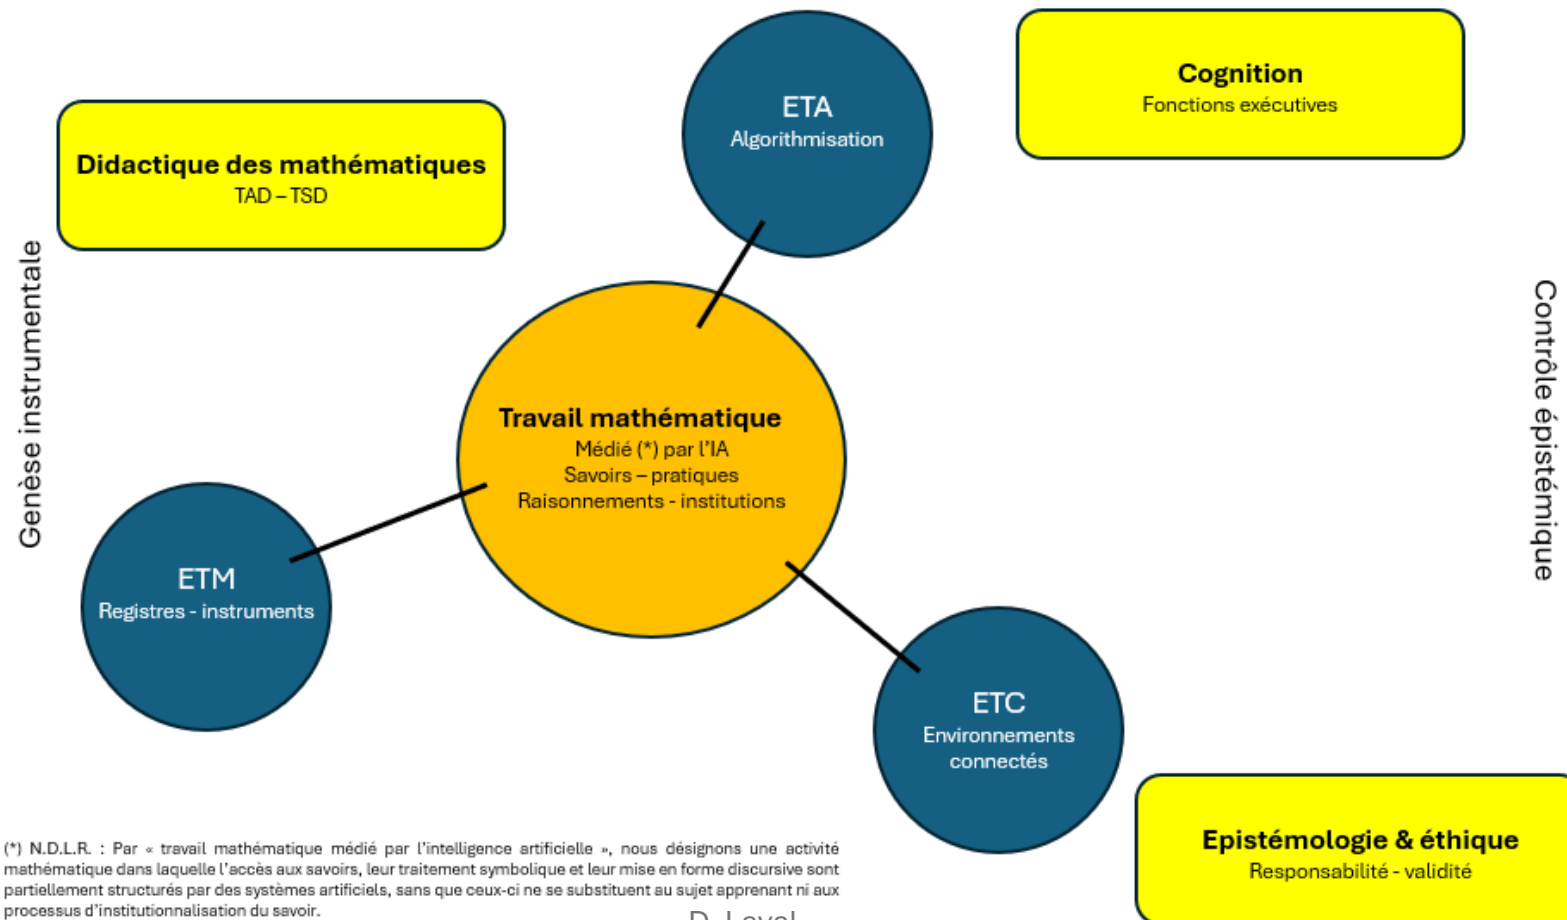 Cognition
Fonctions exécutives
ETA
Algorithmisation
Didactique des mathématiques
TAD – TSD
Genèse instrumentale
Contrôle épistémique
Travail mathématique
Médié (*) par l'IA
Savoirs – pratiques
Raisonnements - institutions
ETM
Registres - instruments
ETC
Environnements
connectés
Epistémologie & éthique
Responsabilité - validité
(*) N.D.L.R. : Par « travail mathématique médié par l'intelligence artificielle », nous désignons une activité
mathématique dans laquelle l'accès aux savoirs, leur traitement symbolique et leur mise en forme discursive sont
partiellement structurés par des systèmes artificiels, sans que ceux-ci ne se substituent au sujet apprenant ni aux
processus d'institutionnalisation du savoir.
D. Laval